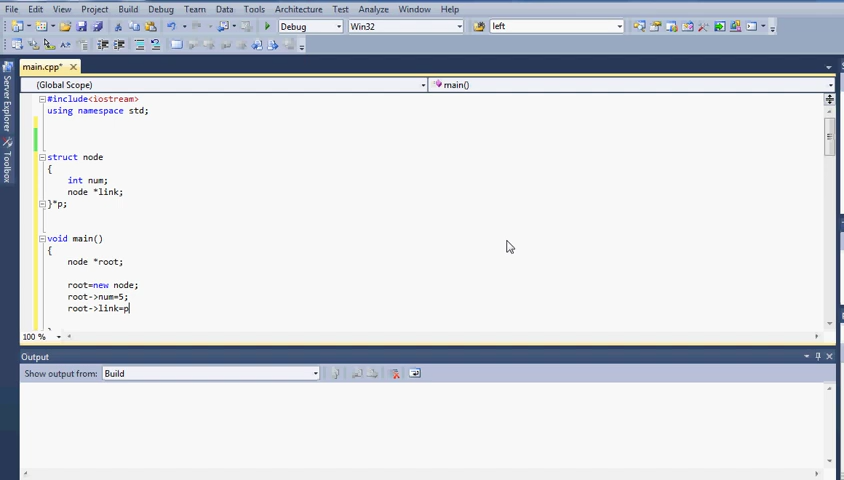 File Edit View Project Build Debug Team Data Tools Architecture Test Analyze Window Help
Debug Win32 left
main.cpp*
(Global Scope) main()
#include<iostream>
using namespace std;
struct node
{
int num;
node *link;
}*p;
void main()
{
node *root;
root=new node;
root->num=5;
root->link=p
100 %
Output
Show output from: Build
Server Explorer
Toolbox